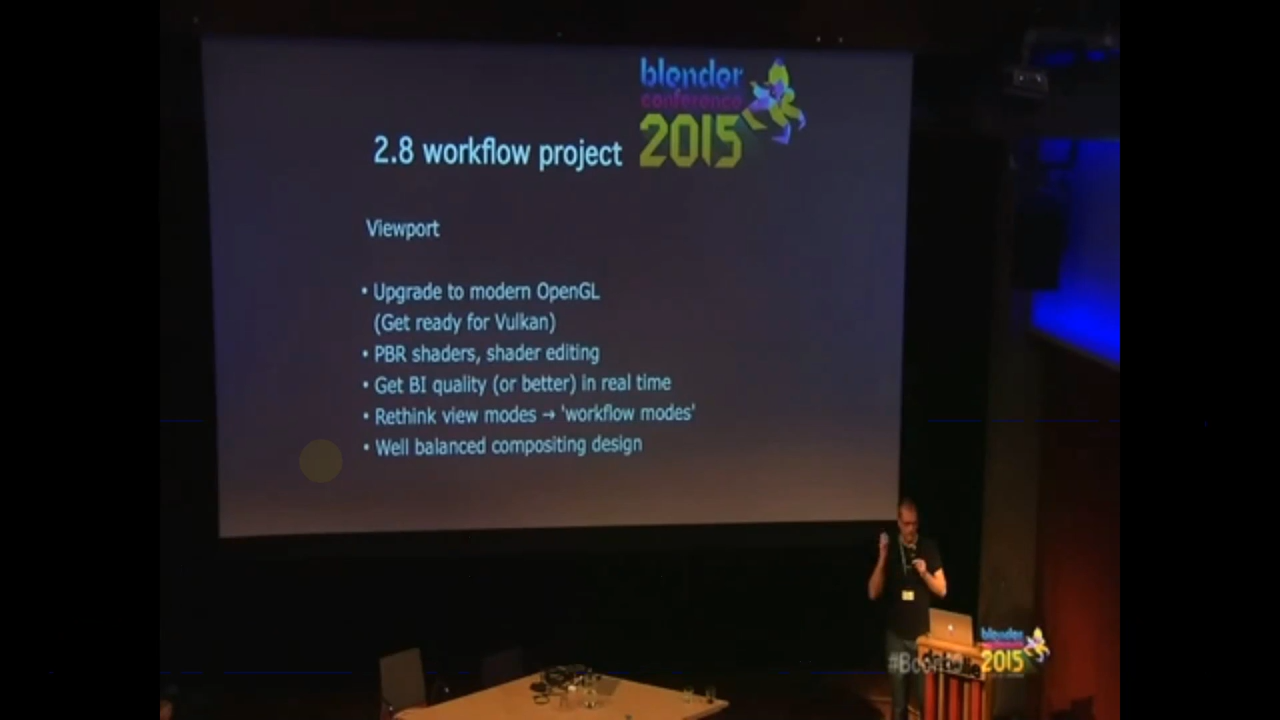 blender
conference
2015
2.8 workflow project
Viewport
• Upgrade to modern OpenGL
(Get ready for Vulkan)
• PBR shaders, shader editing
• Get BI quality (or better) in real time
• Rethink view modes → 'workflow modes'
• Well balanced compositing design
blender
2015